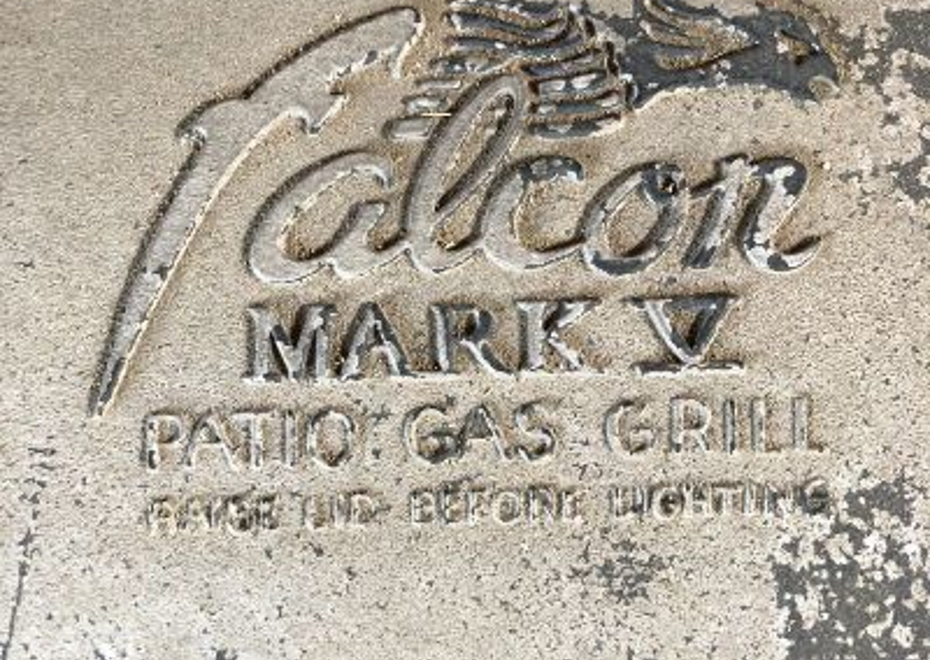 Falcon
MARK V
PATIO GAS GRILL
RAISE LID BEFORE LIGHTING